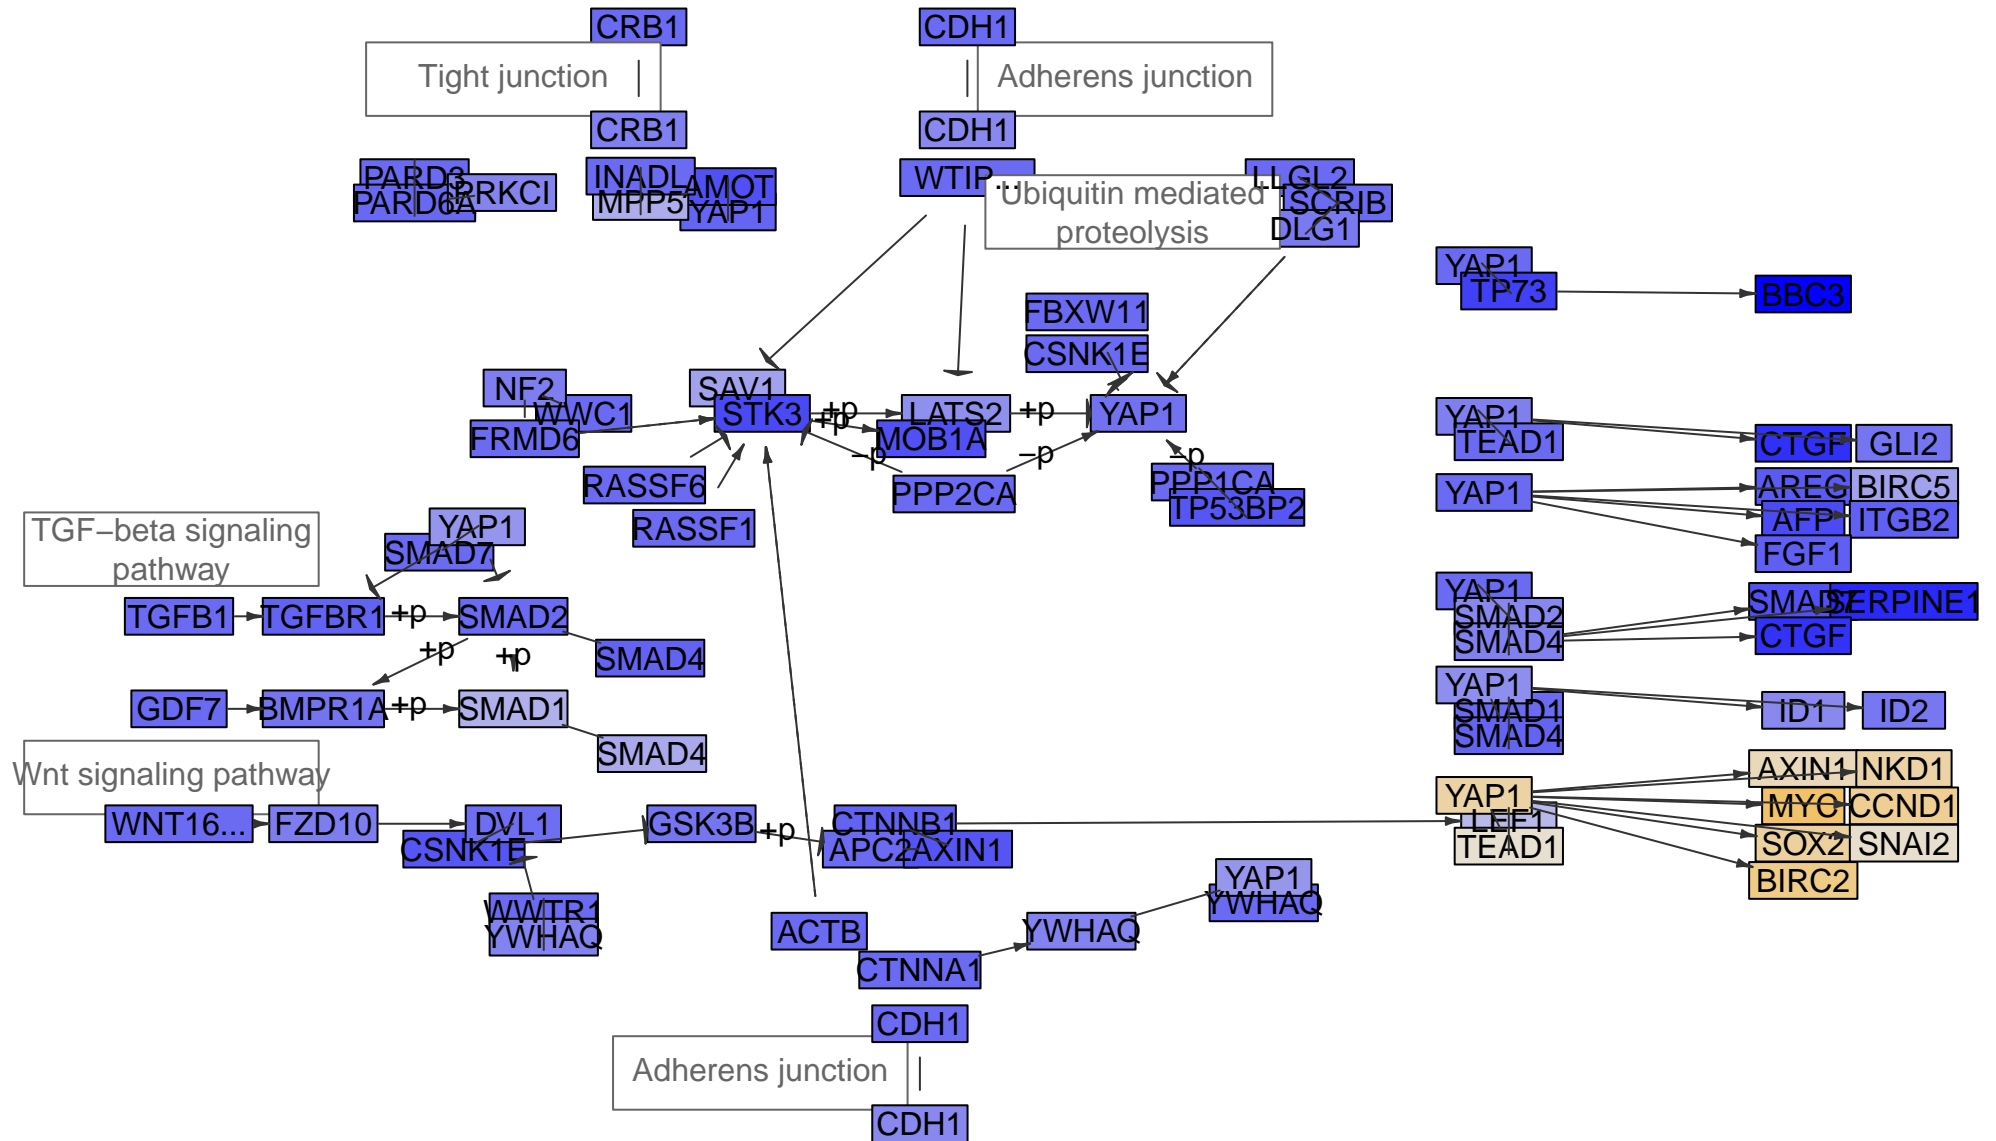 CRB1
CDH1
Tight junction
Adherens junction
CRB1
CDH1
PARD3
PRKCI
PARD6A
INADL
AMOT
MPP5
YAP1
WTIP...
Ubiquitin mediated
proteolysis
LLGL2
SCRIB
DLG1
YAP1
TP73
BBC3
FBXW11
CSNK1E
NF2
WWC1
FRMD6
SAV1
STK3
+p
+p
LATS2
MOB1A
+p
YAP1
−p
−p
−p
RASSF6
RASSF1
PPP2CA
PPP1CA
TP53BP2
YAP1
TEAD1
CTGF
GLI2
YAP1
AREG
BIRC5
AFP
ITGB2
FGF1
TGF−beta signaling
pathway
YAP1
SMAD7
TGFB1
TGFBR1
+p
SMAD2
+p
+p
SMAD4
GDF7
BMPR1A
+p
SMAD1
SMAD4
YAP1
SMAD2
SMAD4
SMAD7
SERPINE1
CTGF
YAP1
SMAD1
SMAD4
ID1
ID2
Wnt signaling pathway
WNT16...
FZD10
DVL1
CSNK1E
GSK3B
+p
CTNNB1
APC2
AXIN1
YAP1
LEF1
TEAD1
AXIN1
NKD1
MYC
CCND1
SOX2
SNAI2
BIRC2
WWTR1
YWHAQ
ACTB
CTNNA1
YWHAQ
YAP1
YWHAQ
CDH1
Adherens junction
CDH1